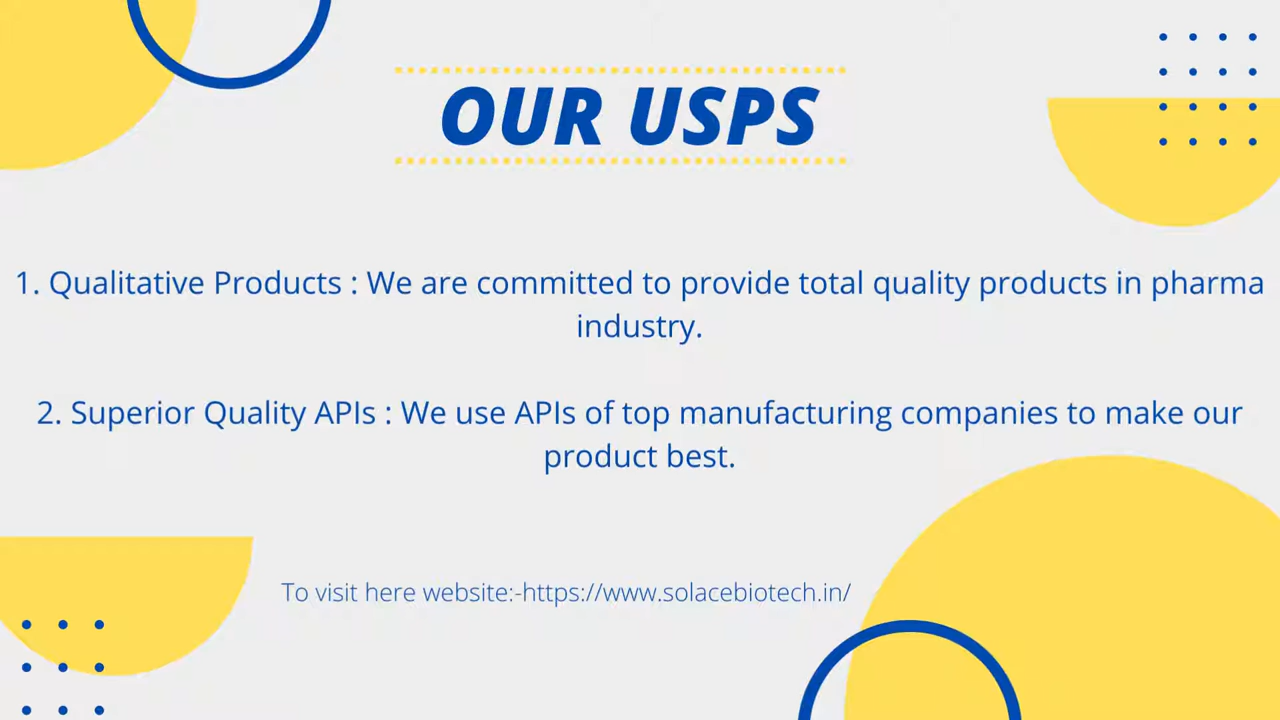 OUR USPS
1. Qualitative Products : We are committed to provide total quality products in pharma
industry.
2. Superior Quality APIs : We use APIs of top manufacturing companies to make our
product best.
To visit here website:-https://www.solacebiotech.in/